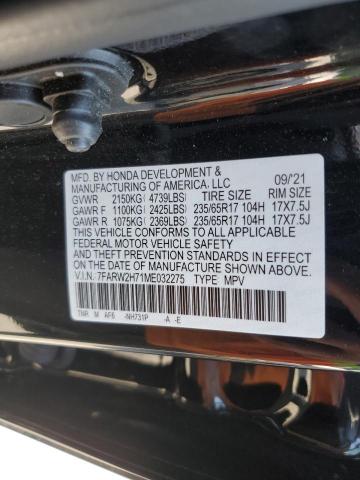 MFD. BY HONDA DEVELOPMENT & 09/'21
MANUFACTURING OF AMERICA, LLC
GVWR 2150KG( 4739LBS) TIRE SIZE RIM SIZE
GAWR F 1100KG( 2425LBS) 235/65R17 104H 17X7.5J
GAWR R 1075KG( 2369LBS) 235/65R17 104H 17X7.5J
THIS VEHICLE CONFORMS TO ALL APPLICABLE
FEDERAL MOTOR VEHICLE SAFETY
AND THEFT PREVENTION STANDARDS IN EFFECT
ON THE DATE OF MANUFACTURE SHOWN ABOVE.
V.I.N. : 7FARW2H71ME032275 TYPE : MPV
TNR M AF6 -NH731P -A -E